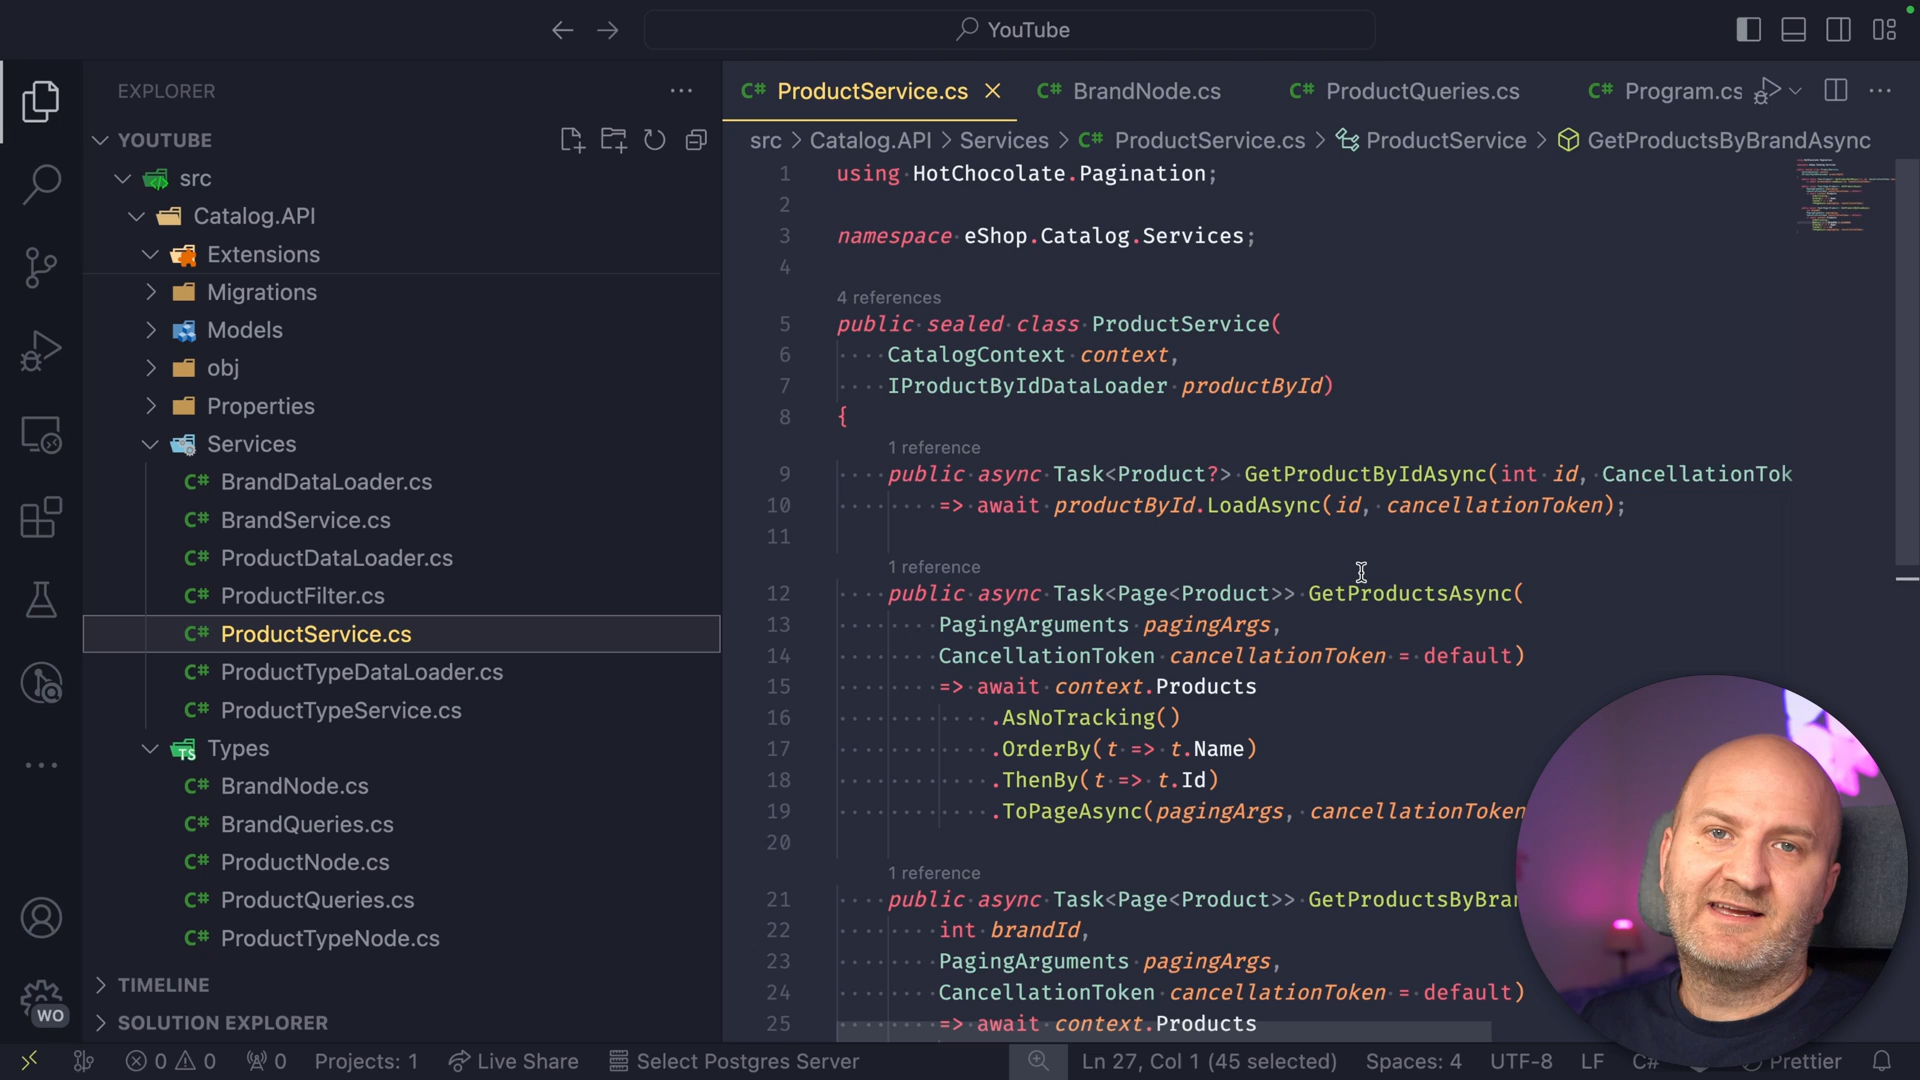 YouTube
EXPLORER
YOUTUBE
src
Catalog.API
Extensions
Migrations
Models
obj
Properties
Services
C# BrandDataLoader.cs
C# BrandService.cs
C# ProductDataLoader.cs
C# ProductFilter.cs
C# ProductService.cs
C# ProductTypeDataLoader.cs
C# ProductTypeService.cs
TS Types
C# BrandNode.cs
C# BrandQueries.cs
C# ProductNode.cs
C# ProductQueries.cs
C# ProductTypeNode.cs
TIMELINE
SOLUTION EXPLORER
WO
C# ProductService.cs C# BrandNode.cs C# ProductQueries.cs C# Program.cs
src > Catalog.API > Services > C# ProductService.cs > ProductService > GetProductsByBrandAsync
1 using HotChocolate.Pagination;
2
3 namespace eShop.Catalog.Services;
4
4 references
5 public sealed class ProductService(
6 CatalogContext context,
7 IProductByIdDataLoader productById)
8 {
1 reference
9 public async Task<Product?> GetProductByIdAsync(int id, CancellationTok
10 => await productById.LoadAsync(id, cancellationToken);
11
1 reference
12 public async Task<Page<Product>> GetProductsAsync(
13 PagingArguments pagingArgs,
14 CancellationToken cancellationToken = default)
15 => await context.Products
16 .AsNoTracking()
17 .OrderBy(t => t.Name)
18 .ThenBy(t => t.Id)
19 .ToPageAsync(pagingArgs, cancellationToken
20
1 reference
21 public async Task<Page<Product>> GetProductsByBran
22 int brandId,
23 PagingArguments pagingArgs,
24 CancellationToken cancellationToken = default)
25 => await context.Products
0 0 0 Projects: 1 Live Share Select Postgres Server Ln 27, Col 1 (45 selected) Spaces: 4 UTF-8 LF C# Prettier